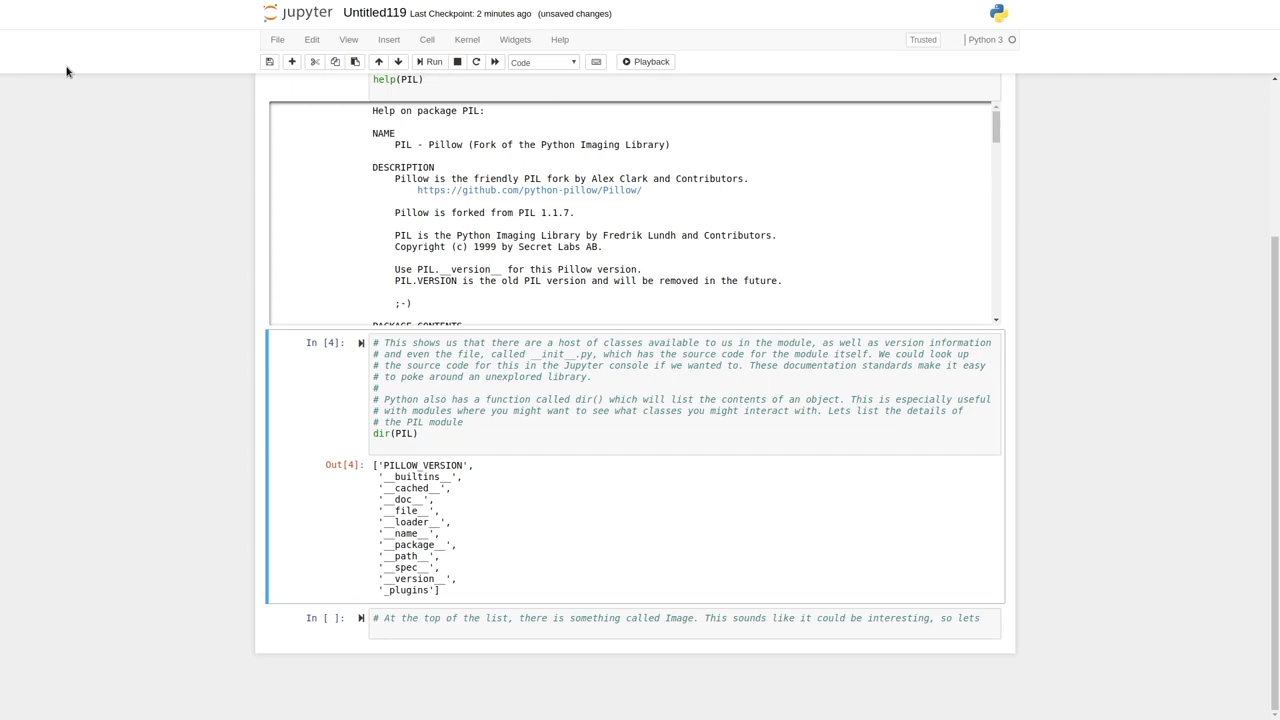 jupyter Untitled119 Last Checkpoint: 2 minutes ago (unsaved changes)
File Edit View Insert Cell Kernel Widgets Help Trusted Python 3
Run Code Playback
help(PIL)
Help on package PIL:
NAME
PIL - Pillow (Fork of the Python Imaging Library)
DESCRIPTION
Pillow is the friendly PIL fork by Alex Clark and Contributors.
https://github.com/python-pillow/Pillow/
Pillow is forked from PIL 1.1.7.
PIL is the Python Imaging Library by Fredrik Lundh and Contributors.
Copyright (c) 1999 by Secret Labs AB.
Use PIL.__version__ for this Pillow version.
PIL.VERSION is the old PIL version and will be removed in the future.
;-)
PACKAGE CONTENTS
In [4]: # This shows us that there are a host of classes available to us in the module, as well as version information
# and even the file, called __init__.py, which has the source code for the module itself. We could look up
# the source code for this in the Jupyter console if we wanted to. These documentation standards make it easy
# to poke around an unexplored library.
#
# Python also has a function called dir() which will list the contents of an object. This is especially useful
# with modules where you might want to see what classes you might interact with. Lets list the details of
# the PIL module
dir(PIL)
Out[4]: ['PILLOW_VERSION',
'__builtins__',
'__cached__',
'__doc__',
'__file__',
'__loader__',
'__name__',
'__package__',
'__path__',
'__spec__',
'__version__',
'_plugins']
In [ ]: # At the top of the list, there is something called Image. This sounds like it could be interesting, so lets